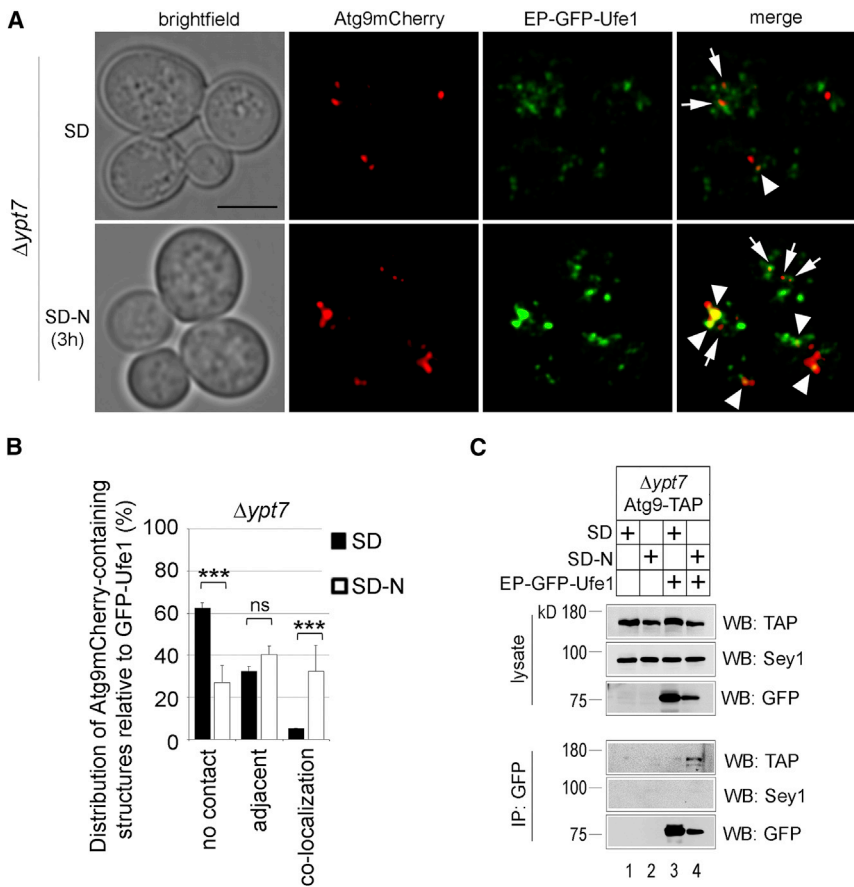 A
brightfield
Atg9mCherry
EP-GFP-Ufe1
merge
Δypt7
SD
SD-N
(3h)
B
Distribution of Atg9mCherry-containing
structures relative to GFP-Ufe1 (%)
Δypt7
100
80
60
40
20
0
***
ns
***
SD
SD-N
no contact
adjacent
co-localization
C
Δypt7
Atg9-TAP
SD + +
SD-N + +
EP-GFP-Ufe1 + +
lysate
kD 180 WB: TAP
100 WB: Sey1
75 WB: GFP
IP: GFP
180 WB: TAP
100 WB: Sey1
75 WB: GFP
1 2 3 4